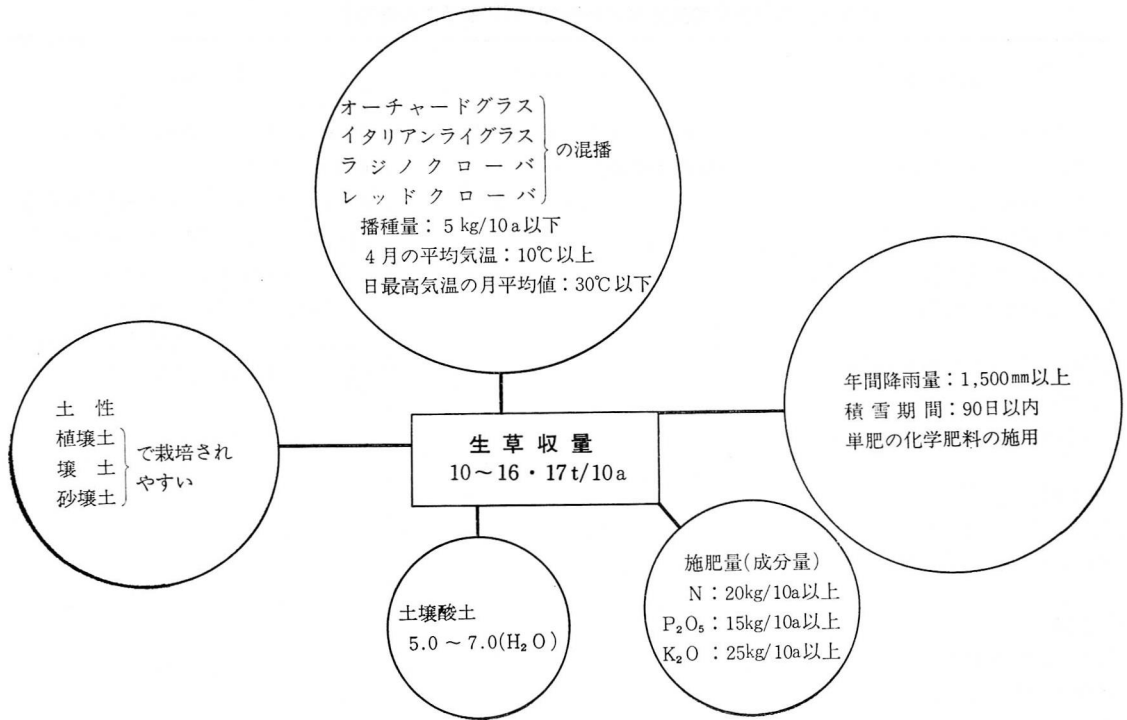 オーチャードグラス
イタリアンライグラス
ラジノクローバ
レッドクローバ
の混播
播種量：5kg/10a以下
4月の平均気温：10℃以上
日最高気温の月平均値：30℃以下
土性
植壌土
壌土
砂壌土
で栽培され
やすい
生草収量
10～16・17t/10a
年間降雨量：1,500㎜以上
積雪期間：90日以内
単肥の化学肥料の施用
土壌酸土
5.0～7.0(H₂O)
施肥量(成分量)
N：20kg/10a以上
P₂O₅：15kg/10a以上
K₂O：25kg/10a以上